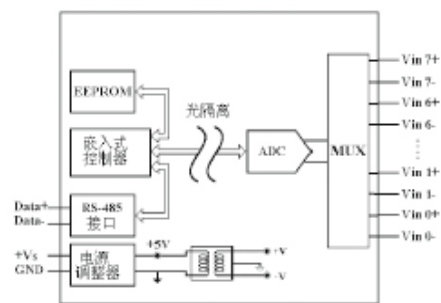 EEPROM
光隔离
嵌入式
控制器
ADC
MUX
Vin 7+
Vin 7-
Vin 6+
Vin 6-
Vin 1+
Vin 1-
Vin 0+
Vin 0-
Data+
Data-
RS-485
接口
+Vs
GND
电源
调整器
+5V
+V
-V